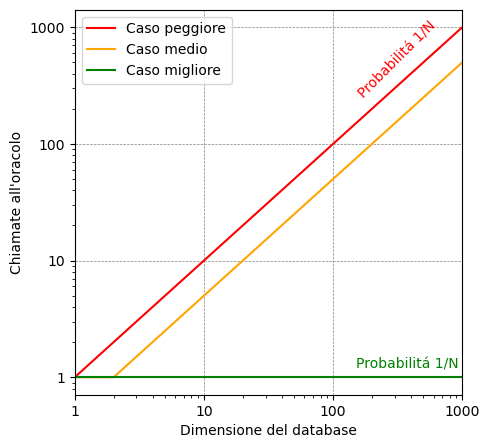 1000
100
10
1
Chiamate all'oracolo
Caso peggiore
Caso medio
Caso migliore
Probabilitá 1/N
Probabilitá 1/N
1
10
100
1000
Dimensione del database